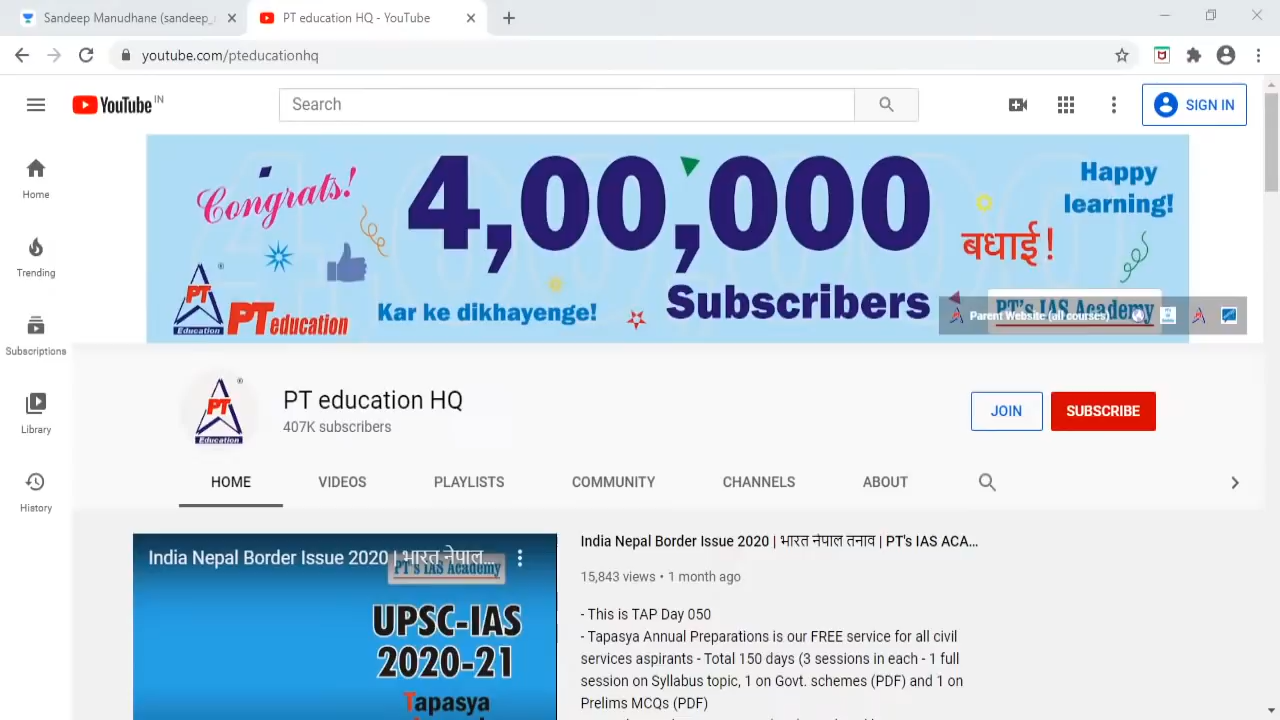 Sandeep Manudhane (sandeep_
PT education HQ - YouTube
youtube.com/pteducationhq
YouTube IN
Search
SIGN IN
Home
Trending
Subscriptions
Library
History
Congrats!
4,00,000
Subscribers
Happy
learning!
बधाई!
Kar ke dikhayenge!
PT
Education
PT education
PT's IAS Academy
Parent Website (all courses)
PT
Education
PT education HQ
407K subscribers
JOIN
SUBSCRIBE
HOME
VIDEOS
PLAYLISTS
COMMUNITY
CHANNELS
ABOUT
India Nepal Border Issue 2020 | भारत नेपाल...
PT's IAS Academy
UPSC-IAS
2020-21
Tapasya
India Nepal Border Issue 2020 | भारत नेपाल तनाव | PT's IAS ACA...
15,843 views • 1 month ago
- This is TAP Day 050
- Tapasya Annual Preparations is our FREE service for all civil
services aspirants - Total 150 days (3 sessions in each - 1 full
session on Syllabus topic, 1 on Govt. schemes (PDF) and 1 on
Prelims MCQs (PDF)